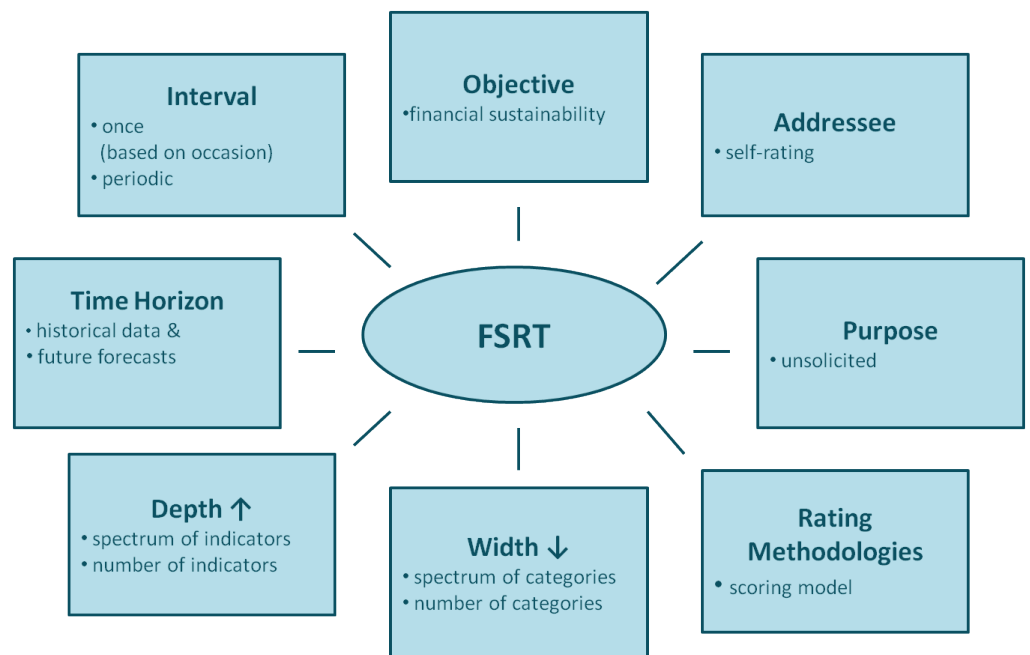 Objective
•financial sustainability
Interval
• once
(based on occasion)
• periodic
Addressee
• self-rating
Time Horizon
• historical data &
• future forecasts
FSRT
Purpose
• unsolicited
Depth ↑
• spectrum of indicators
• number of indicators
Width ↓
• spectrum of categories
• number of categories
Rating
Methodologies
• scoring model